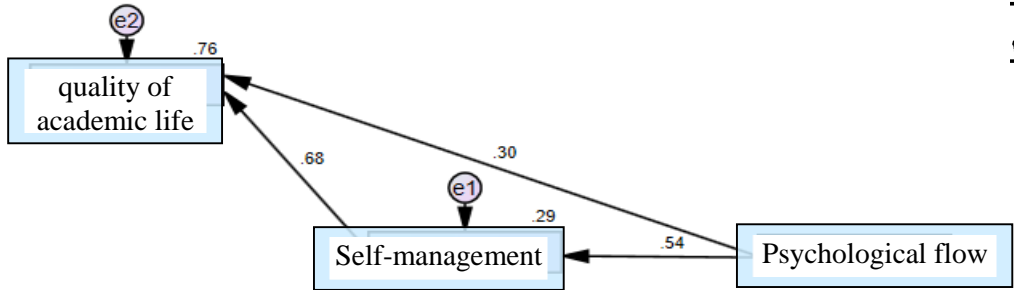 e2
.76
quality of
academic life
.68
.30
e1
.29
Self-management
.54
Psychological flow